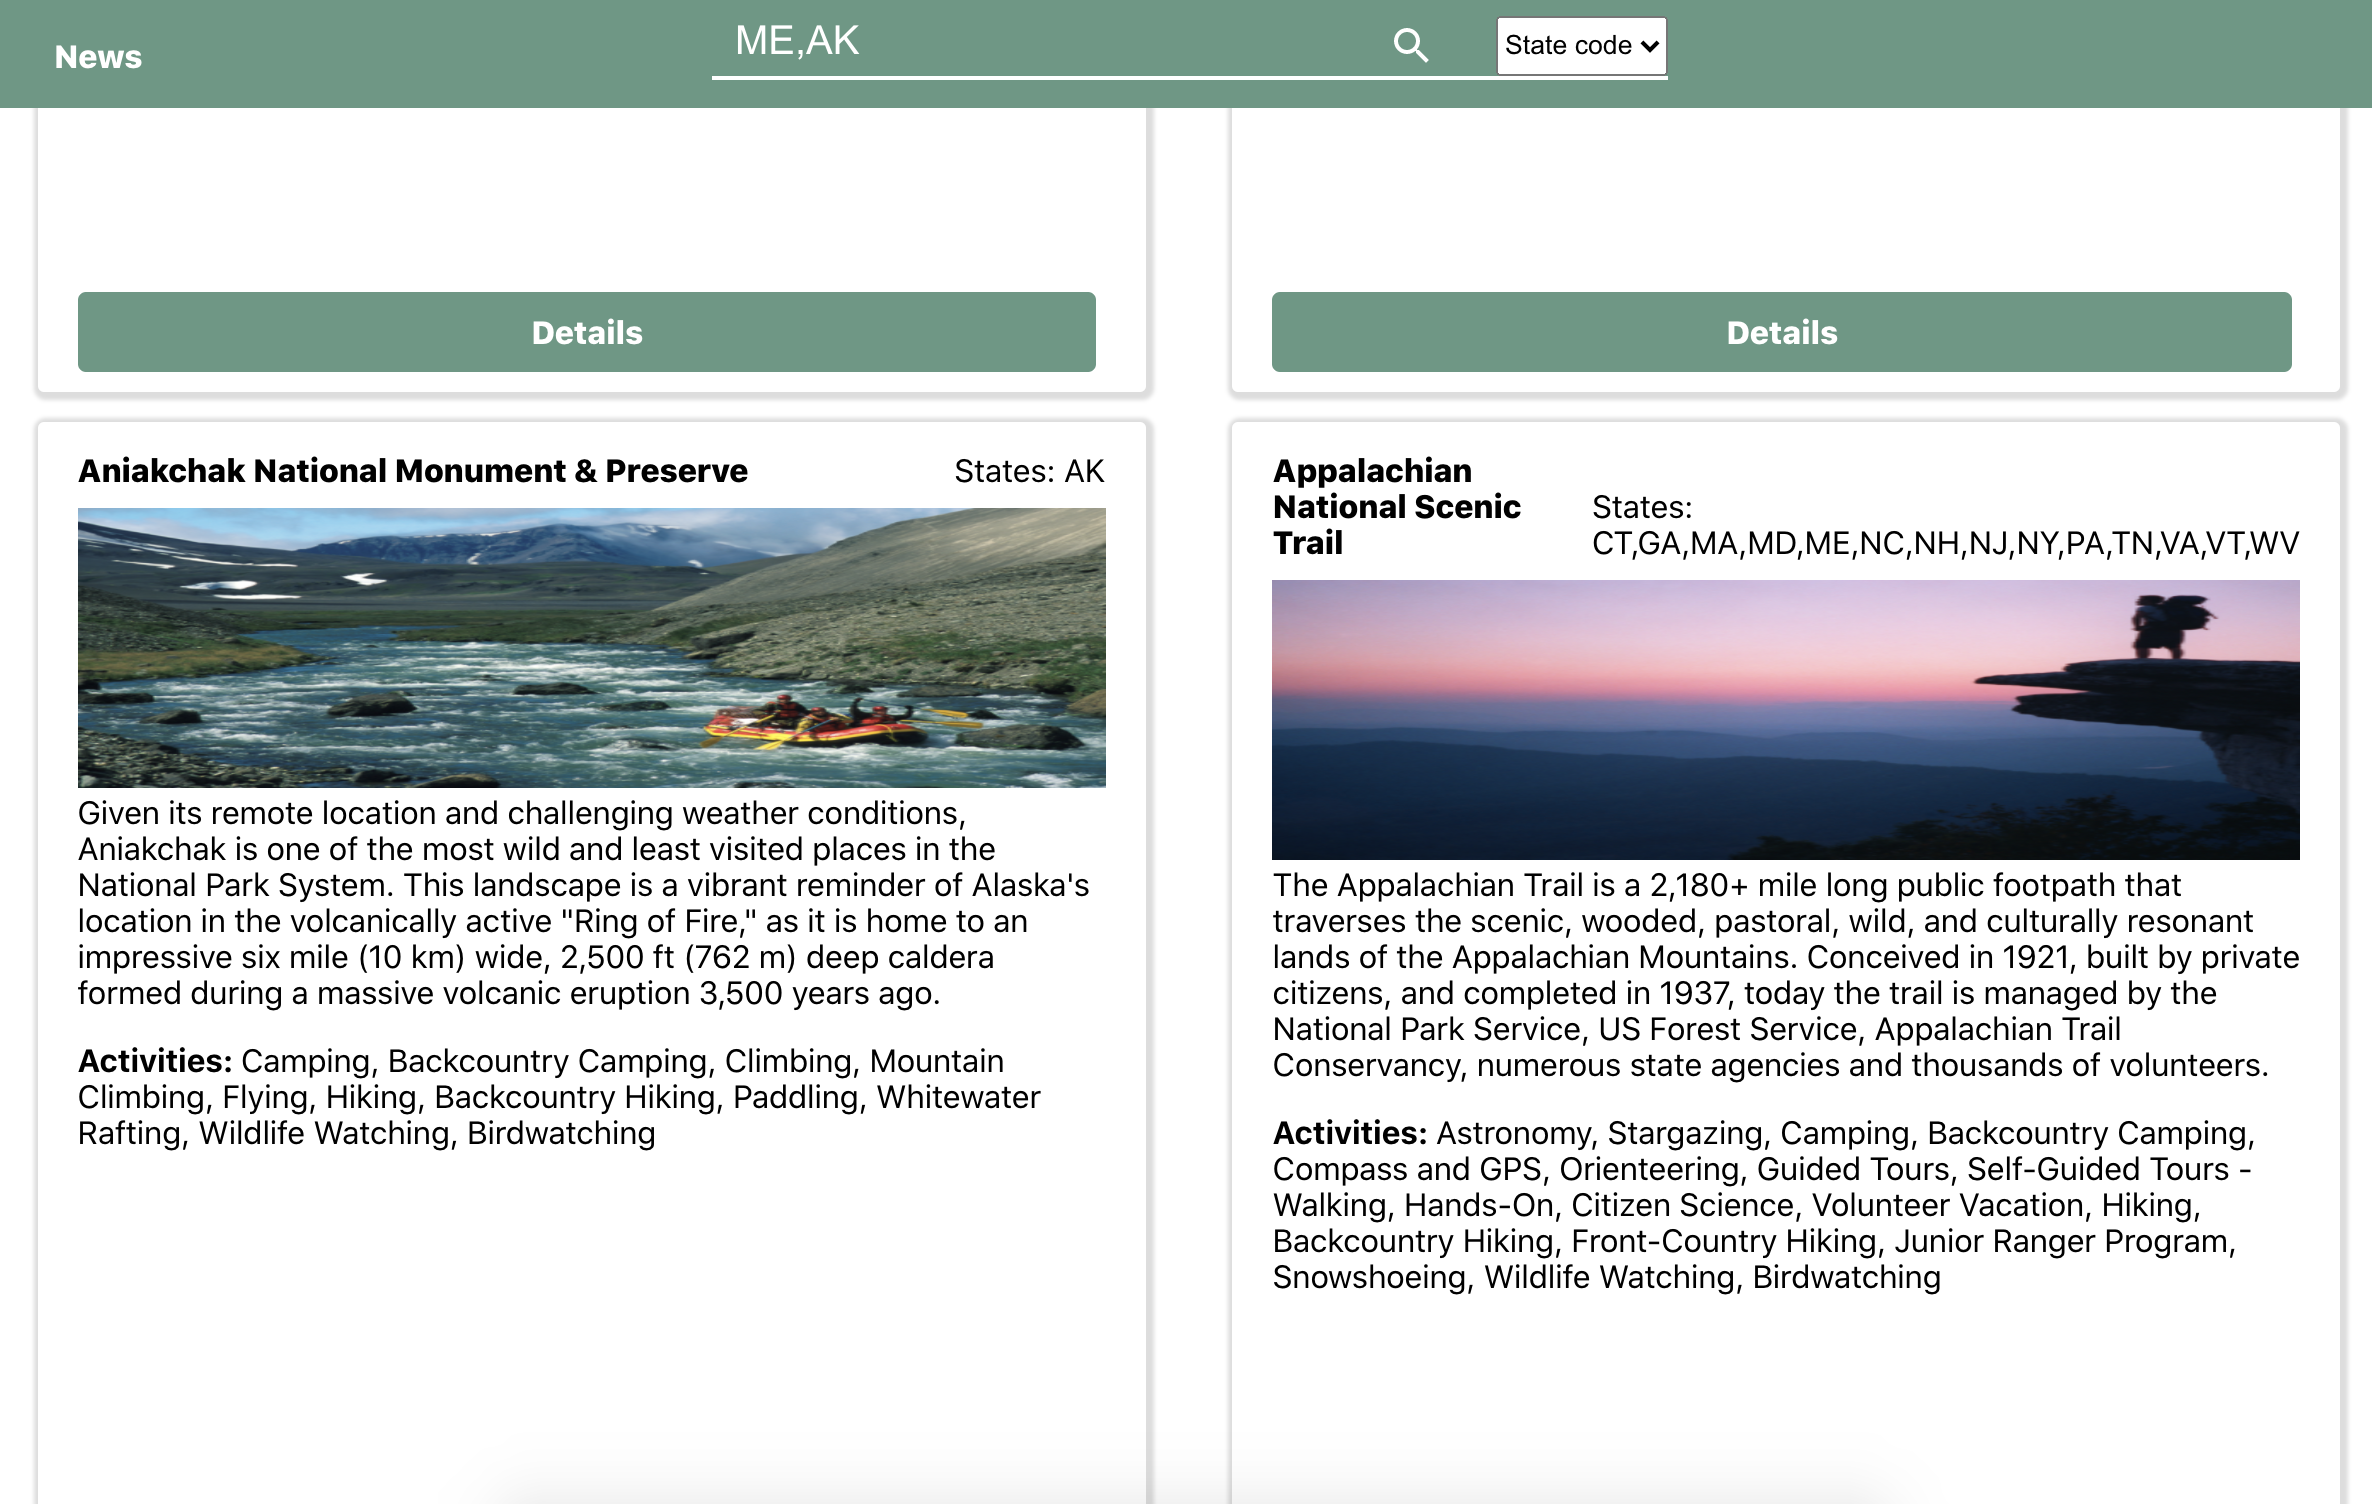 News
ME,AK
State code
Details
Details
Aniakchak National Monument & Preserve
States: AK
Given its remote location and challenging weather conditions,
Aniakchak is one of the most wild and least visited places in the
National Park System. This landscape is a vibrant reminder of Alaska's
location in the volcanically active "Ring of Fire," as it is home to an
impressive six mile (10 km) wide, 2,500 ft (762 m) deep caldera
formed during a massive volcanic eruption 3,500 years ago.
Activities: Camping, Backcountry Camping, Climbing, Mountain
Climbing, Flying, Hiking, Backcountry Hiking, Paddling, Whitewater
Rafting, Wildlife Watching, Birdwatching
Appalachian
National Scenic
Trail
States:
CT,GA,MA,MD,ME,NC,NH,NJ,NY,PA,TN,VA,VT,WV
The Appalachian Trail is a 2,180+ mile long public footpath that
traverses the scenic, wooded, pastoral, wild, and culturally resonant
lands of the Appalachian Mountains. Conceived in 1921, built by private
citizens, and completed in 1937, today the trail is managed by the
National Park Service, US Forest Service, Appalachian Trail
Conservancy, numerous state agencies and thousands of volunteers.
Activities: Astronomy, Stargazing, Camping, Backcountry Camping,
Compass and GPS, Orienteering, Guided Tours, Self-Guided Tours -
Walking, Hands-On, Citizen Science, Volunteer Vacation, Hiking,
Backcountry Hiking, Front-Country Hiking, Junior Ranger Program,
Snowshoeing, Wildlife Watching, Birdwatching